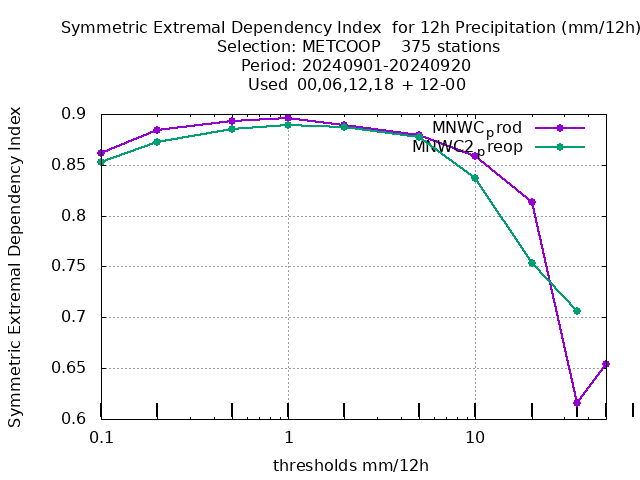 Symmetric Extremal Dependency Index  for 12h Precipitation (mm/12h)
Selection: METCOOP    375 stations
Period: 20240901-20240920
Used  00,06,12,18 + 12-00
MNWCprod
MNWC2preop
Symmetric Extremal Dependency Index
0.9
0.85
0.8
0.75
0.7
0.65
0.6
0.1
1
10
thresholds mm/12h